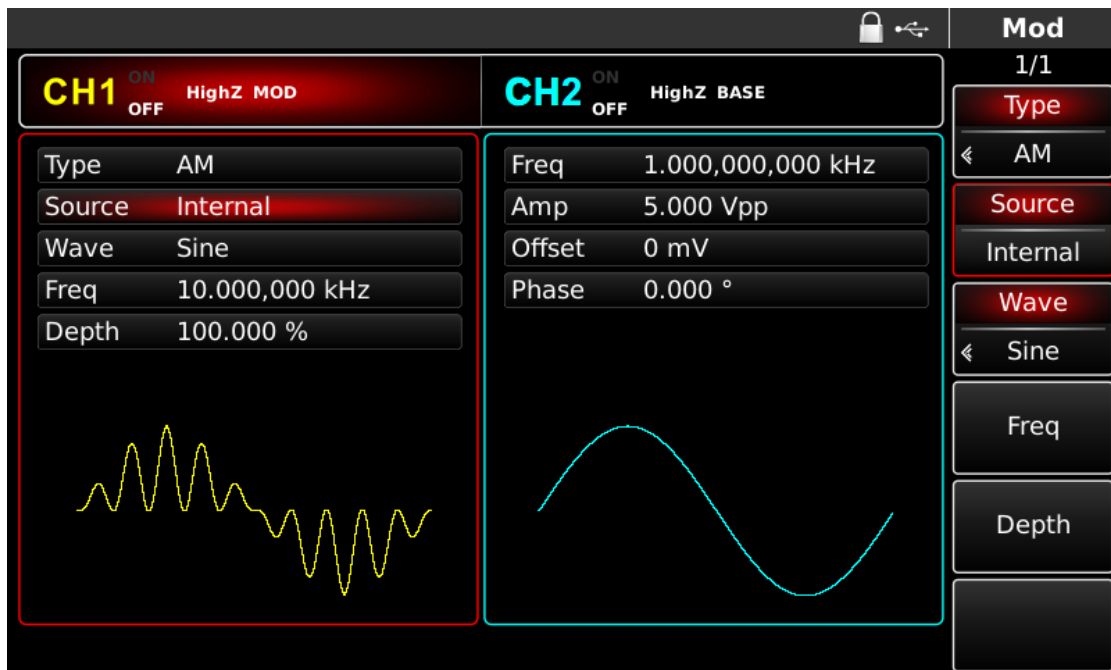 Mod
1/1
CH1 ON OFF HighZ MOD
CH2 ON OFF HighZ BASE
Type AM
Source Internal
Wave Sine
Freq 10.000,000 kHz
Depth 100.000 %
Freq 1.000,000,000 kHz
Amp 5.000 Vpp
Offset 0 mV
Phase 0.000 °
Type
AM
Source
Internal
Wave
Sine
Freq
Depth